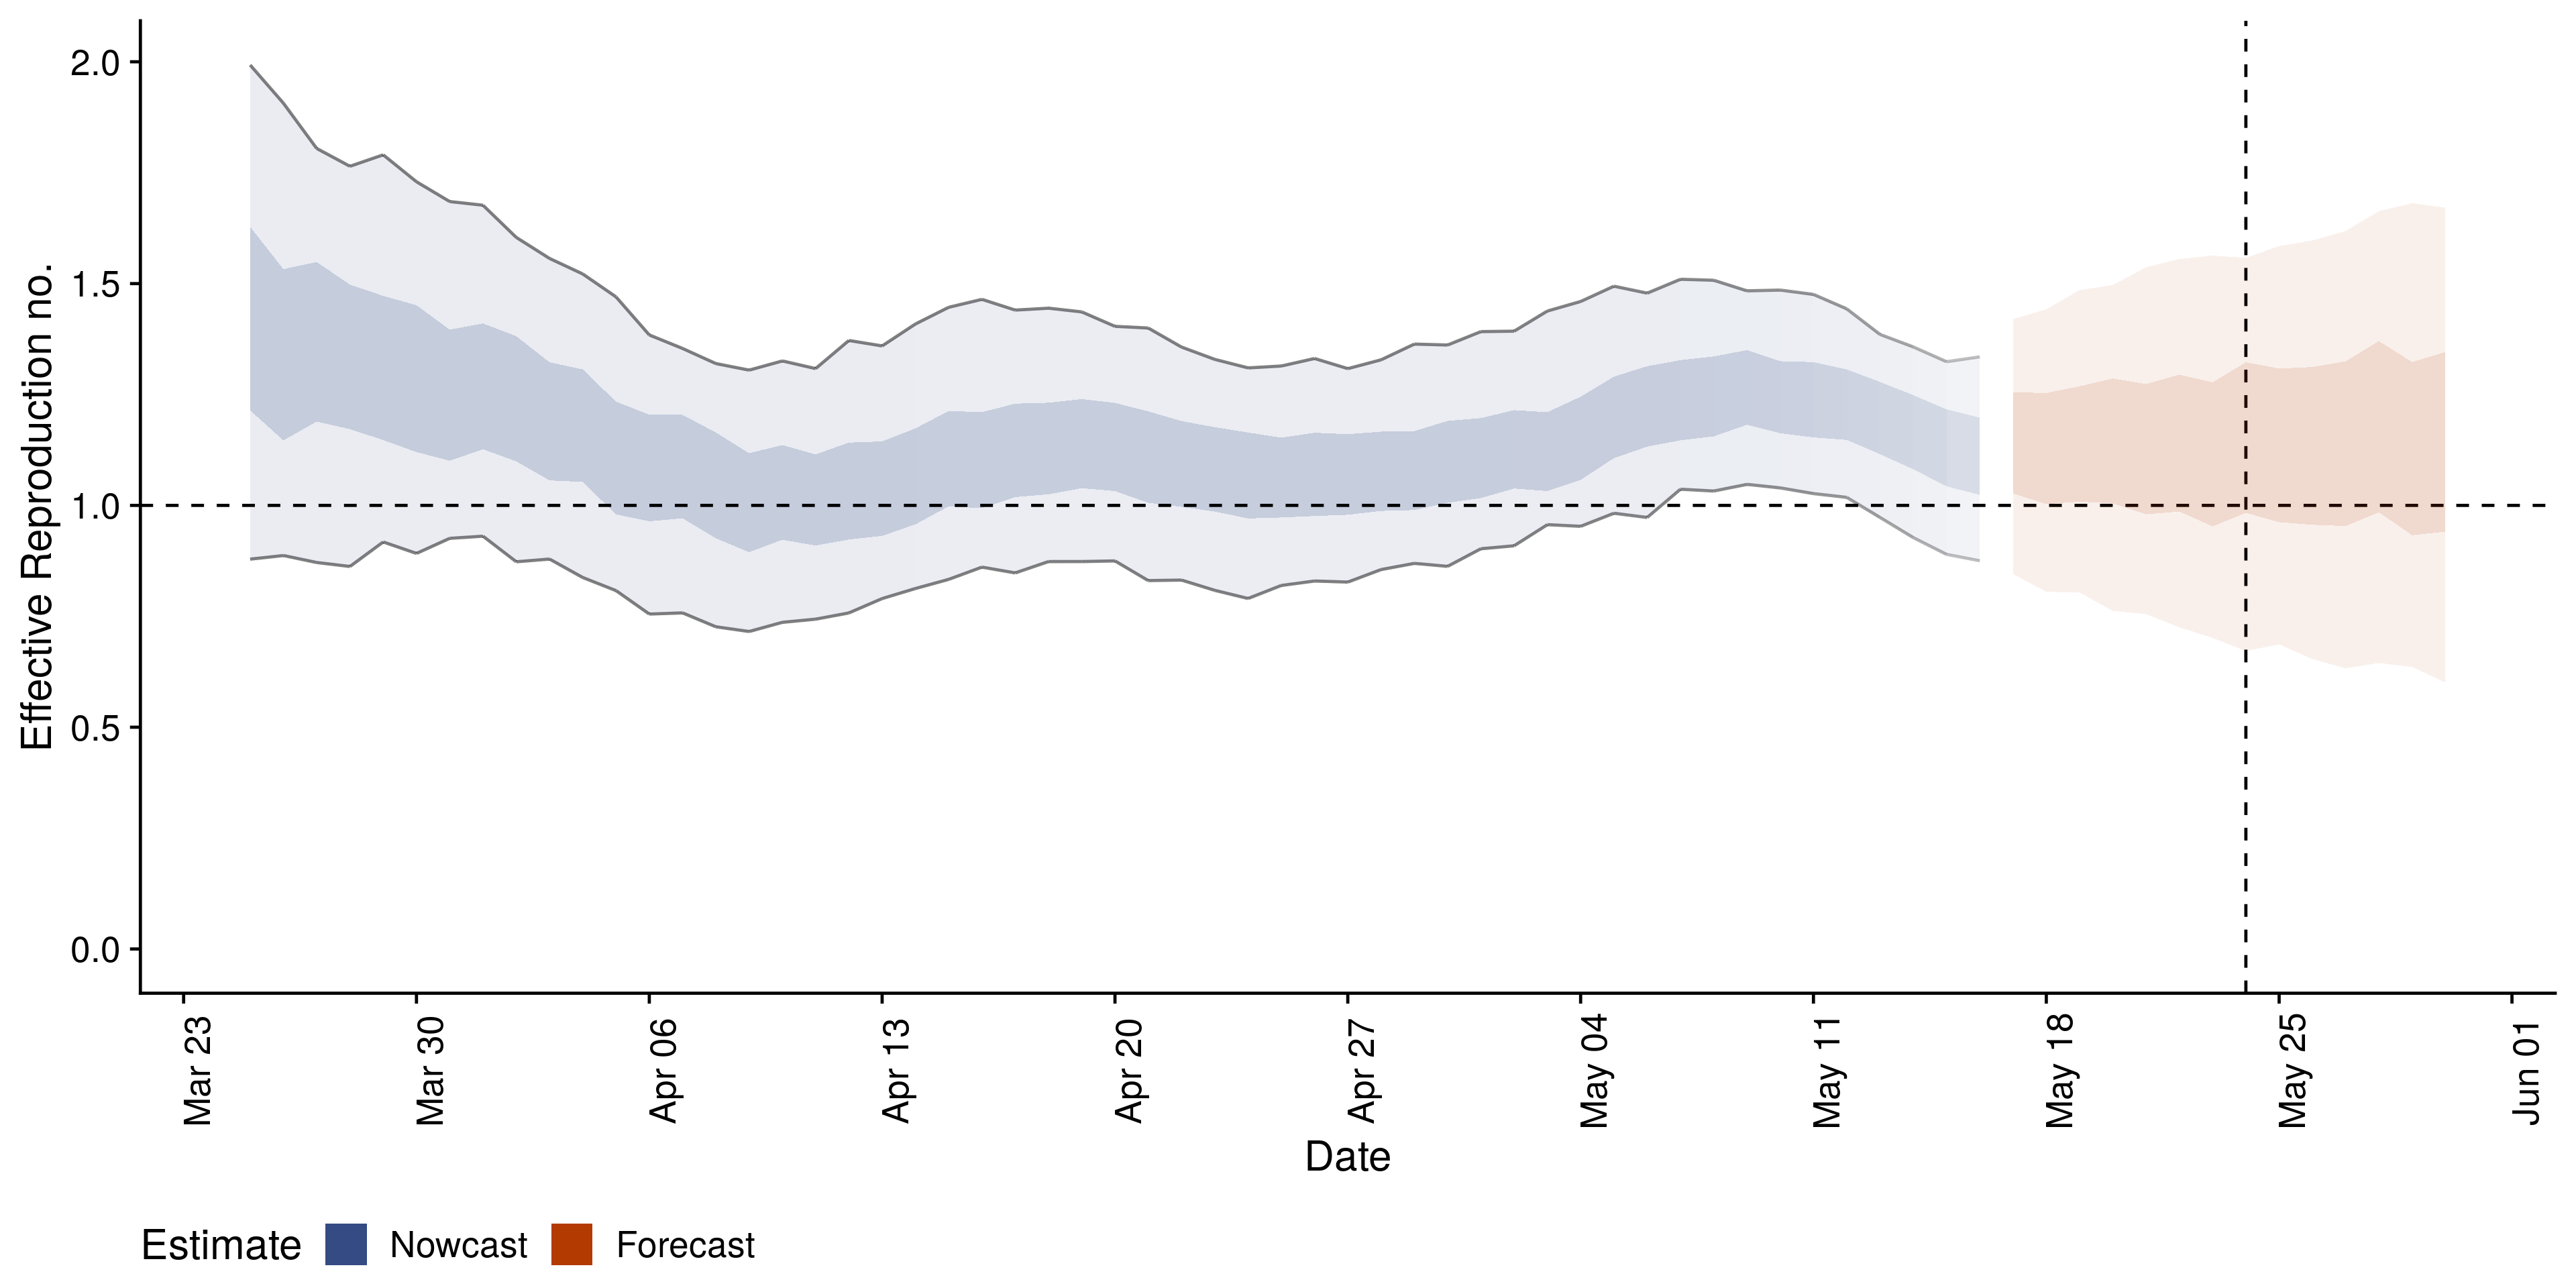 Effective Reproduction no.
2.0
1.5
1.0
0.5
0.0
Mar 23
Mar 30
Apr 06
Apr 13
Apr 20
Apr 27
May 04
May 11
May 18
May 25
Jun 01
Date
Estimate Nowcast Forecast